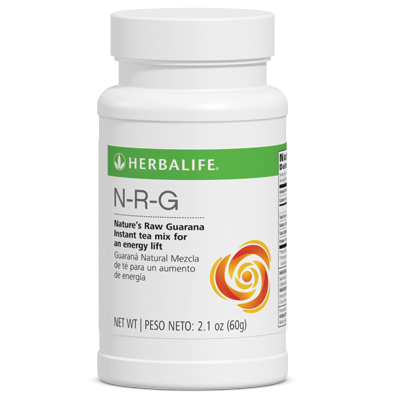 HERBALIFE®
N-R-G
Nature's Raw Guarana
Instant tea mix for
an energy lift
Guaraná Natural Mezcla
de té para un aumento
de energía
NET WT | PESO NETO: 2.1 oz (60g)